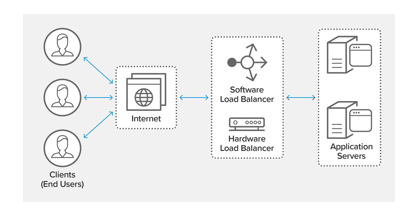 Clients
(End Users)
Internet
Software
Load Balancer
Hardware
Load Balancer
Application
Servers